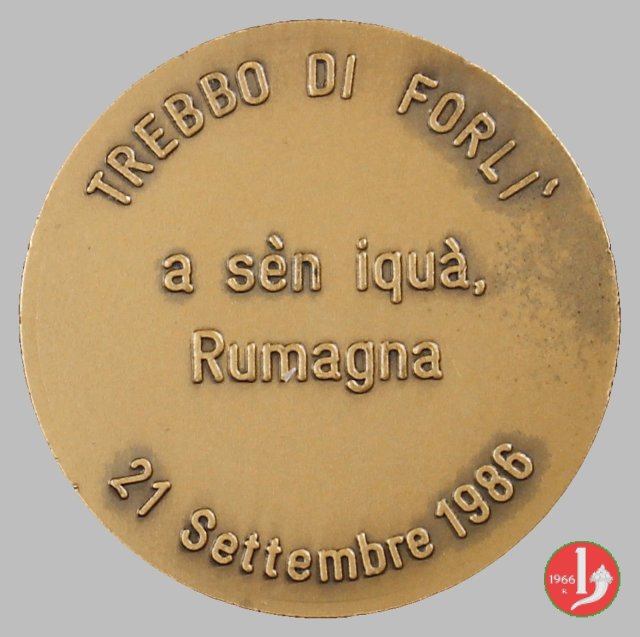 TREBBO DI FORLI'
a sèn iquà,
Rumagna
21 Settembre 1986
1966
R